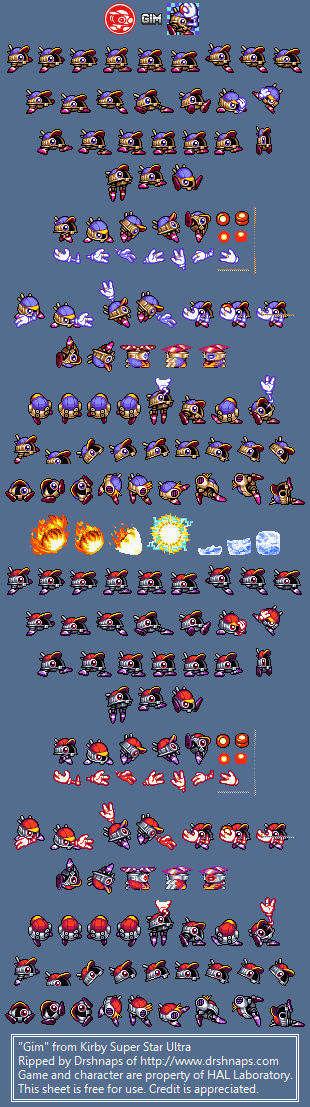 GIM
"Gim" from Kirby Super Star Ultra
Ripped by Drshnaps of http://www.drshnaps.com
Game and character are property of HAL Laboratory.
This sheet is free for use. Credit is appreciated.